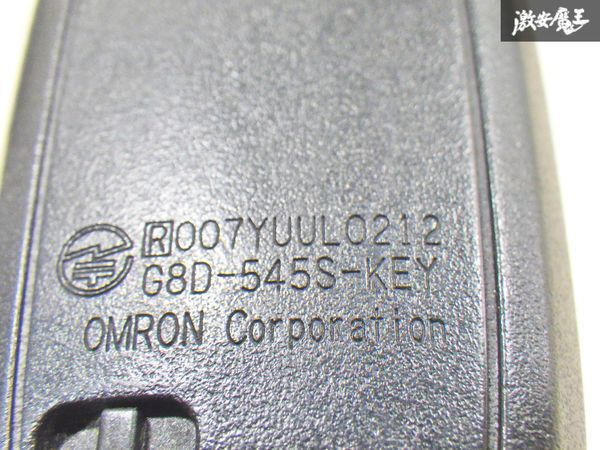 激安魔王
R007YUUL0212
G8D-545S-KEY
OMRON Corporation